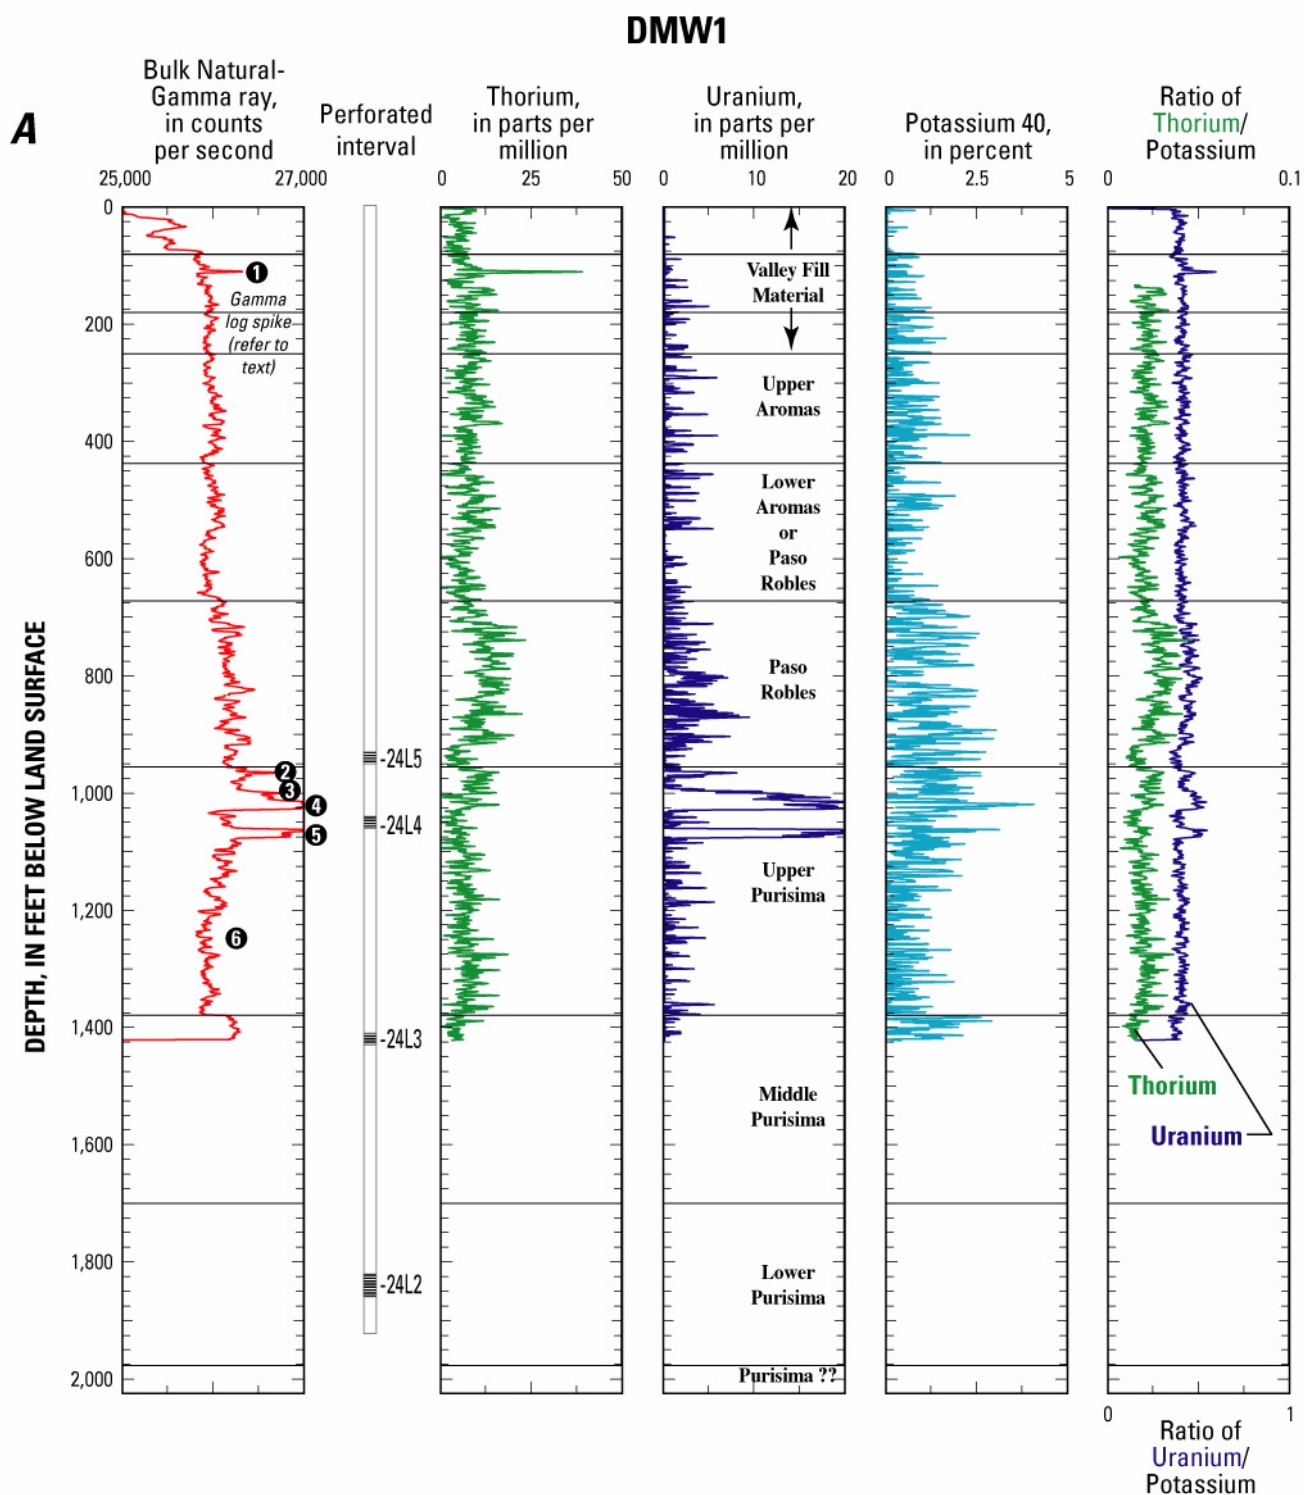 DMW1
A
Bulk Natural-
Gamma ray,
in counts
per second
25,000 27,000
Perforated
interval
Thorium,
in parts per
million
0 25 50
Uranium,
in parts per
million
0 10 20
Potassium 40,
in percent
0 2.5 5
Ratio of
Thorium/
Potassium
0 0.1
DEPTH, IN FEET BELOW LAND SURFACE
0
200
400
600
800
1,000
1,200
1,400
1,600
1,800
2,000
1
Gamma
log spike
(refer to
text)
2
3
4
5
6
-24L5
-24L4
-24L3
-24L2
Valley Fill
Material
Upper
Aromas
Lower
Aromas
or
Paso
Robles
Paso
Robles
Upper
Purisima
Middle
Purisima
Lower
Purisima
Purisima ??
Thorium
Uranium
0 1
Ratio of
Uranium/
Potassium